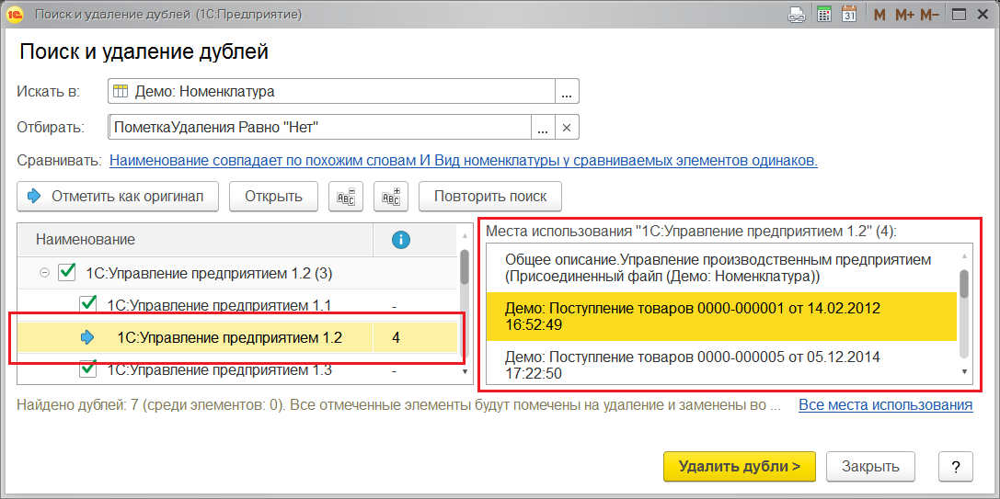 1С Поиск и удаление дублей (1С:Предприятие) 31 M M+ M−
Поиск и удаление дублей
Искать в: Демо: Номенклатура ...
Отбирать: ПометкаУдаления Равно "Нет" ... ×
Сравнивать: Наименование совпадает по похожим словам И Вид номенклатуры у сравниваемых элементов одинаков.
Отметить как оригинал Открыть ABC ABC Повторить поиск
Наименование i
1С:Управление предприятием 1.2 (3)
1С:Управление предприятием 1.1 -
1С:Управление предприятием 1.2 4
1С:Управление предприятием 1.3 -
Места использования "1С:Управление предприятием 1.2" (4):
Общее описание.Управление производственным предприятием
(Присоединенный файл (Демо: Номенклатура))
Демо: Поступление товаров 0000-000001 от 14.02.2012
16:52:49
Демо: Поступление товаров 0000-000005 от 05.12.2014
17:22:50
Найдено дублей: 7 (среди элементов: 0). Все отмеченные элементы будут помечены на удаление и заменены во ... Все места использования
Удалить дубли > Закрыть ?